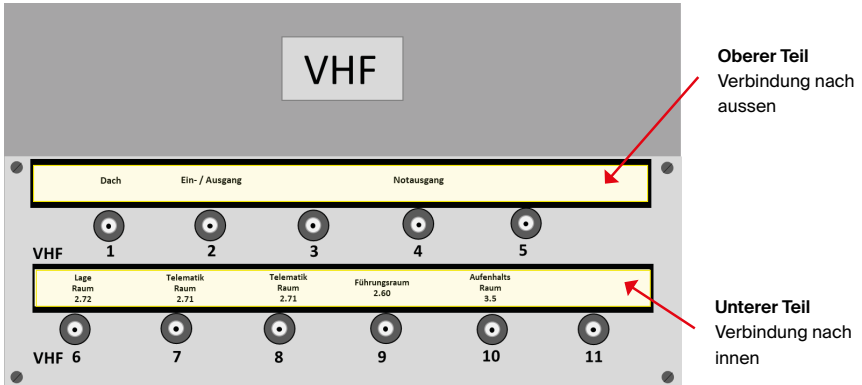 VHF
Oberer Teil
Verbindung nach
aussen
Dach Ein- / Ausgang Notausgang
VHF 1 2 3 4 5
Lage Telematik Telematik Führungsraum Aufenhalts
Raum Raum Raum 2.60 Raum
2.72 2.71 2.71 3.5
VHF 6 7 8 9 10 11
Unterer Teil
Verbindung nach
innen